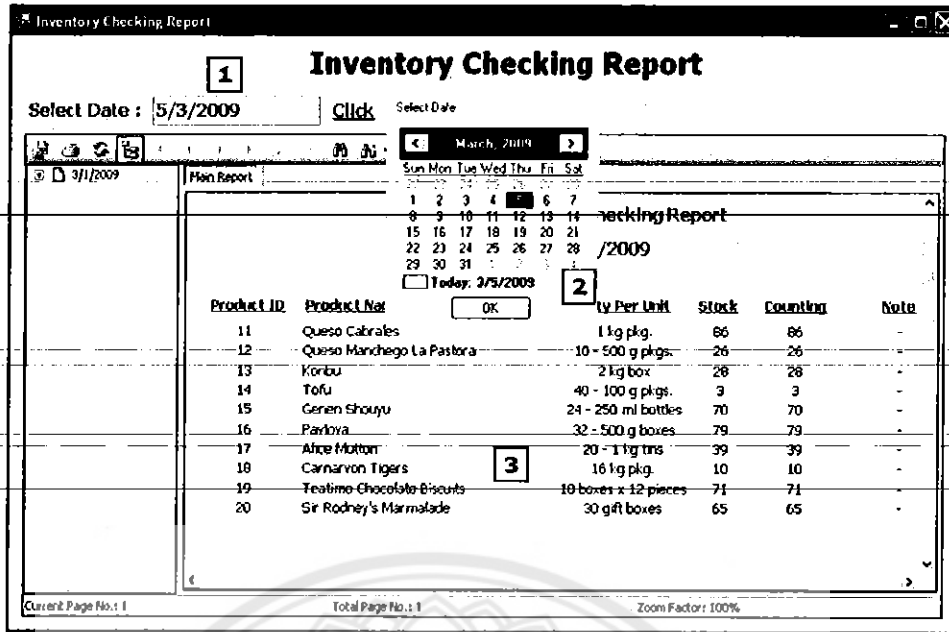 Inventory Checking Report
Inventory Checking Report
1
Select Date : 5/3/2009 Click
Select Date
March, 2009
Sun Mon Tue Wed Thu Fri Sat
1 2 3 4 5 6 7
8 9 10 11 12 13 14
15 16 17 18 19 20 21
22 23 24 25 26 27 28
29 30 31
Today: 3/5/2009
OK
2
3/1/2009
Main Report
hecking Report
/2009
Product ID Product Nar ty Per Unit Stock Counting Note
11 Queso Cabrales 1 kg pkg. 86 86 -
12 Queso Manchego La Pastora 10 - 500 g pkgs. 26 26 -
13 Konbu 2 kg box 28 28 -
14 Tofu 40 - 100 g pkgs. 3 3 -
15 Genen Shouyu 24 - 250 ml bottles 70 70 -
16 Pavlova 32 - 500 g boxes 79 79 -
17 Alice Mutton 20 - 1 kg tins 39 39 -
18 Carnarvon Tigers 16 kg pkg. 10 10 -
19 Teatime Chocolate Biscuits 10 boxes x 12 pieces 71 71 -
20 Sir Rodney's Marmalade 30 gift boxes 65 65 -
3
Current Page No.: 1 Total Page No.: 1 Zoom Factor: 100%